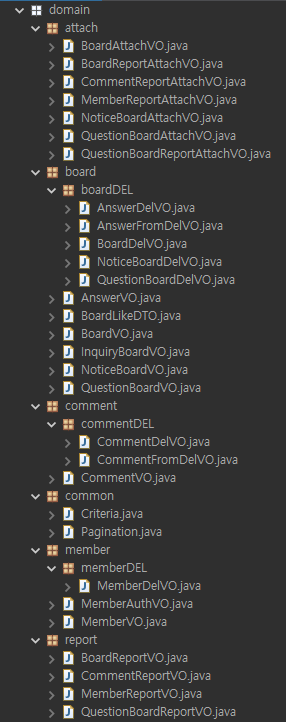 domain
attach
BoardAttachVO.java
BoardReportAttachVO.java
CommentReportAttachVO.java
MemberReportAttachVO.java
NoticeBoardAttachVO.java
QuestionBoardAttachVO.java
QuestionBoardReportAttachVO.java
board
boardDEL
AnswerDelVO.java
AnswerFromDelVO.java
BoardDelVO.java
NoticeBoardDelVO.java
QuestionBoardDelVO.java
AnswerVO.java
BoardLikeDTO.java
BoardVO.java
InquiryBoardVO.java
NoticeBoardVO.java
QuestionBoardVO.java
comment
commentDEL
CommentDelVO.java
CommentFromDelVO.java
CommentVO.java
common
Criteria.java
Pagination.java
member
memberDEL
MemberDelVO.java
MemberAuthVO.java
MemberVO.java
report
BoardReportVO.java
CommentReportVO.java
MemberReportVO.java
QuestionBoardReportVO.java